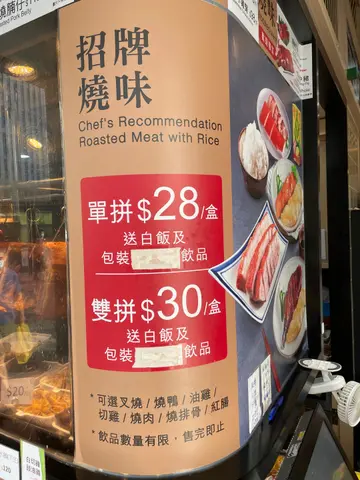 招牌
燒味
Chef's Recommendation
Roasted Meat with Rice
單拼$28/盒
送白飯及
包裝 飲品
雙拼$30/盒
送白飯及
包裝 飲品
*可選叉燒/燒鴨/油雞/
切雞/燒肉/燒排骨/紅腸
*飲品數量有限,售完即止
$20